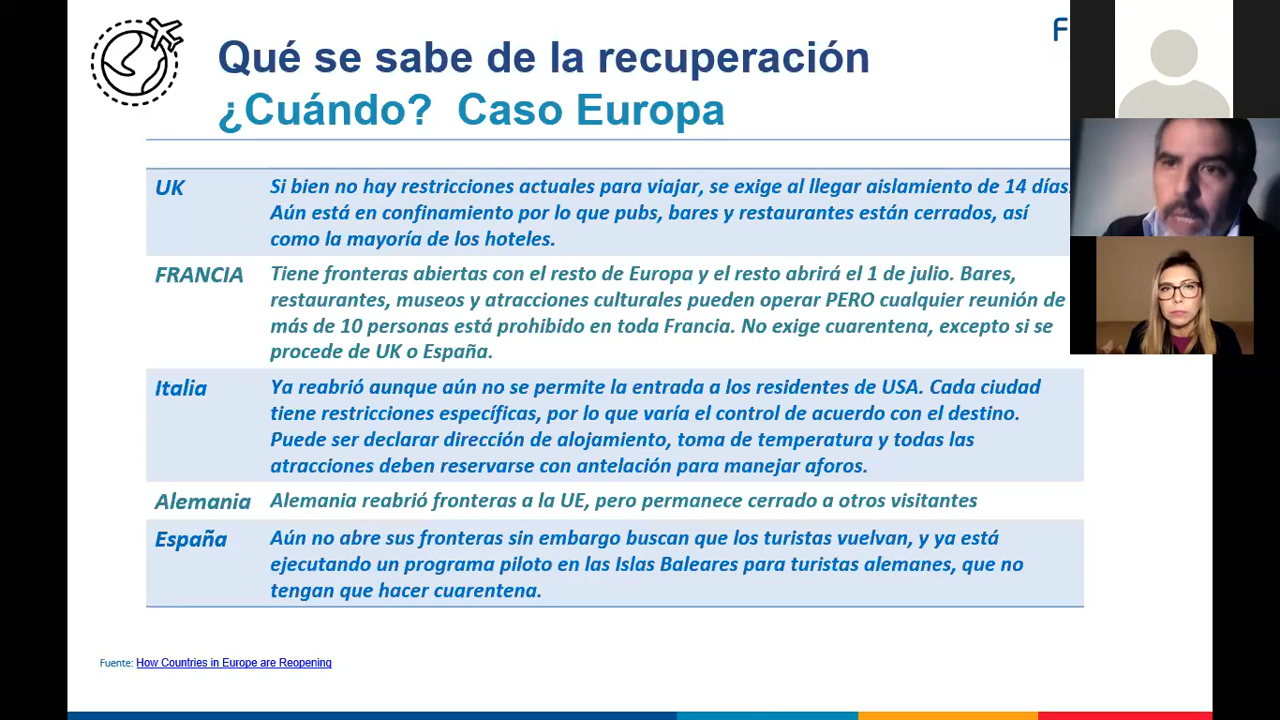 Qué se sabe de la recuperación
¿Cuándo? Caso Europa
F
UK
Si bien no hay restricciones actuales para viajar, se exige al llegar aislamiento de 14 días.
Aún está en confinamiento por lo que pubs, bares y restaurantes están cerrados, así
como la mayoría de los hoteles.
FRANCIA
Tiene fronteras abiertas con el resto de Europa y el resto abrirá el 1 de julio. Bares,
restaurantes, museos y atracciones culturales pueden operar PERO cualquier reunión de
más de 10 personas está prohibido en toda Francia. No exige cuarentena, excepto si se
procede de UK o España.
Italia
Ya reabrió aunque aún no se permite la entrada a los residentes de USA. Cada ciudad
tiene restricciones específicas, por lo que varía el control de acuerdo con el destino.
Puede ser declarar dirección de alojamiento, toma de temperatura y todas las
atracciones deben reservarse con antelación para manejar aforos.
Alemania
Alemania reabrió fronteras a la UE, pero permanece cerrado a otros visitantes
España
Aún no abre sus fronteras sin embargo buscan que los turistas vuelvan, y ya está
ejecutando un programa piloto en las Islas Baleares para turistas alemanes, que no
tengan que hacer cuarentena.
Fuente: How Countries in Europe are Reopening